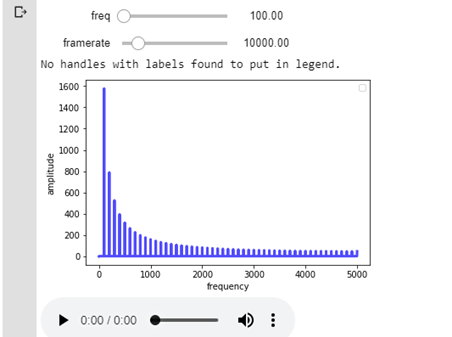 freq 100.00
framerate 10000.00
No handles with labels found to put in legend.
1600
1400
1200
1000
800
600
400
200
0
amplitude
0 1000 2000 3000 4000 5000
frequency
0:00 / 0:00